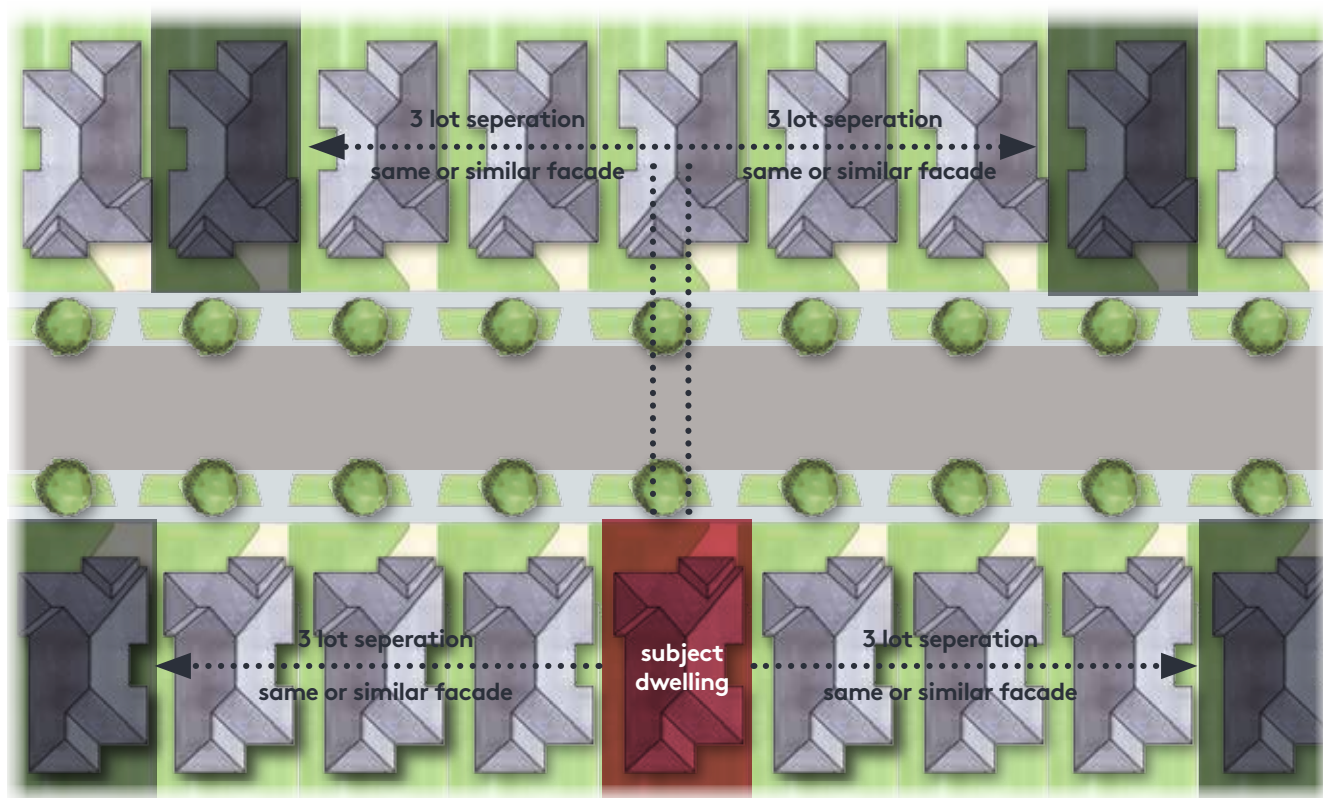 3 lot seperation
same or similar facade
3 lot seperation
same or similar facade
3 lot seperation
same or similar facade
subject
dwelling
3 lot seperation
same or similar facade